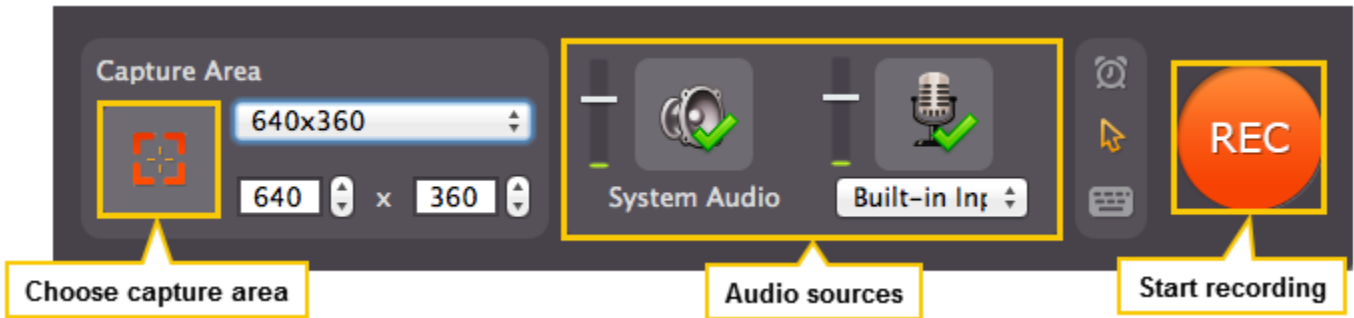 Capture Area
640x360
640 x 360
System Audio
Built-in Inp
REC
Choose capture area
Audio sources
Start recording